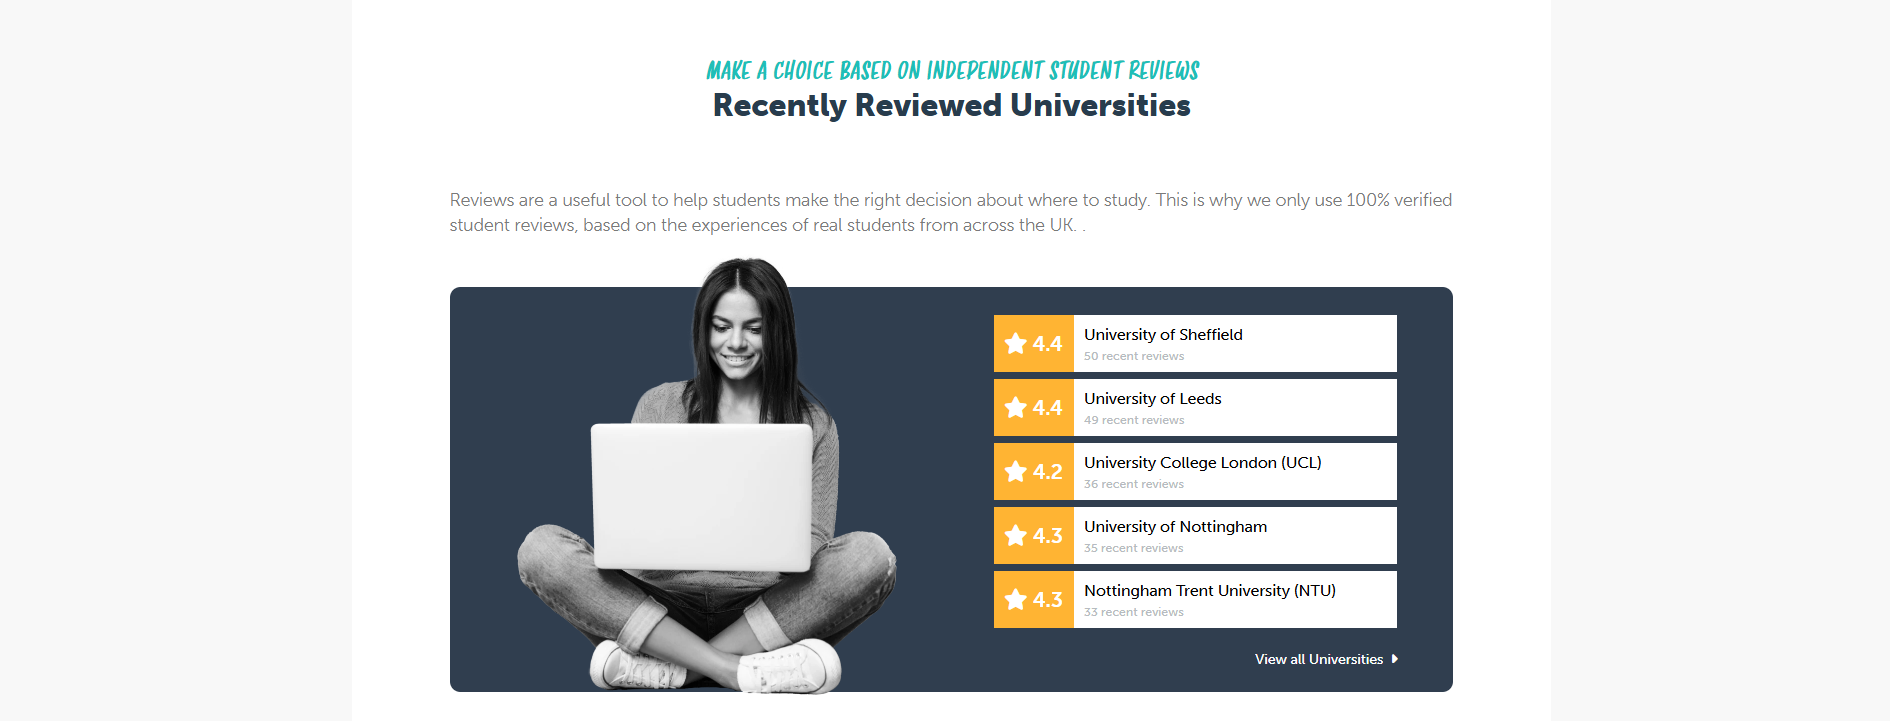 MAKE A CHOICE BASED ON INDEPENDENT STUDENT REVIEWS
Recently Reviewed Universities
Reviews are a useful tool to help students make the right decision about where to study. This is why we only use 100% verified
student reviews, based on the experiences of real students from across the UK. .
4.4
University of Sheffield
50 recent reviews
4.4
University of Leeds
49 recent reviews
4.2
University College London (UCL)
36 recent reviews
4.3
University of Nottingham
35 recent reviews
4.3
Nottingham Trent University (NTU)
33 recent reviews
View all Universities